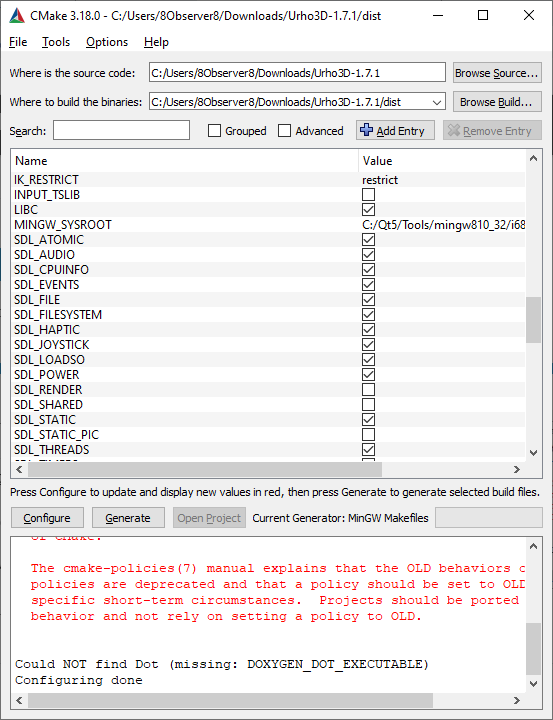 CMake 3.18.0 - C:/Users/8Observer8/Downloads/Urho3D-1.7.1/dist
File Tools Options Help
Where is the source code: C:/Users/8Observer8/Downloads/Urho3D-1.7.1 Browse Source...
Where to build the binaries: C:/Users/8Observer8/Downloads/Urho3D-1.7.1/dist Browse Build...
Search: Grouped Advanced Add Entry Remove Entry
Name Value
IK_RESTRICT restrict
INPUT_TSLIB
LIBC
MINGW_SYSROOT C:/Qt5/Tools/mingw810_32/i68
SDL_ATOMIC
SDL_AUDIO
SDL_CPUINFO
SDL_EVENTS
SDL_FILE
SDL_FILESYSTEM
SDL_HAPTIC
SDL_JOYSTICK
SDL_LOADSO
SDL_POWER
SDL_RENDER
SDL_SHARED
SDL_STATIC
SDL_STATIC_PIC
SDL_THREADS
Press Configure to update and display new values in red, then press Generate to generate selected build files.
Configure Generate Open Project Current Generator: MinGW Makefiles
of CMake.
The cmake-policies(7) manual explains that the OLD behaviors o
policies are deprecated and that a policy should be set to OLD
specific short-term circumstances. Projects should be ported
behavior and not rely on setting a policy to OLD.
Could NOT find Dot (missing: DOXYGEN_DOT_EXECUTABLE)
Configuring done